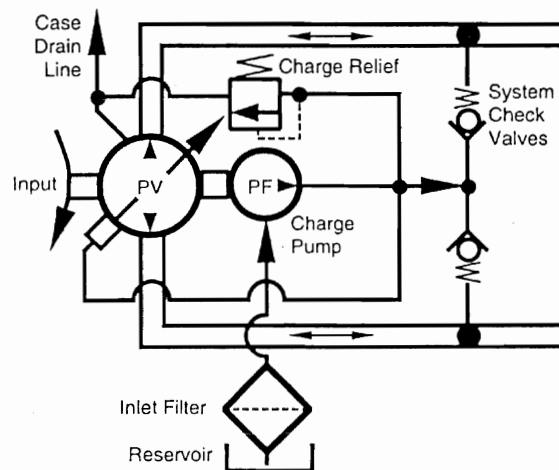 Case
Drain
Line
Charge Relief
System
Check
Valves
Input
PV
PF
Charge
Pump
Inlet Filter
Reservoir